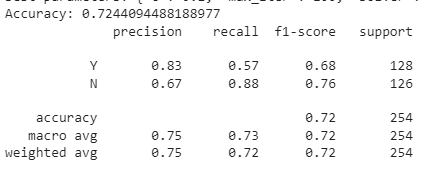 Accuracy: 0.7244094488188977
precision recall f1-score support
Y 0.83 0.57 0.68 128
N 0.67 0.88 0.76 126
accuracy 0.72 254
macro avg 0.75 0.73 0.72 254
weighted avg 0.75 0.72 0.72 254